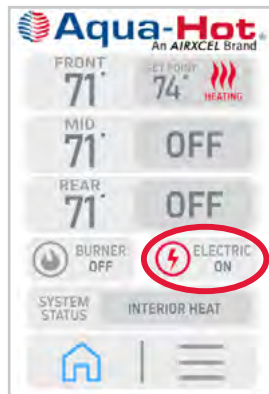 Aqua-Hot
An AIRXCEL Brand
FRONT
71°
SET POINT
74°
HEATING
MID
71°
OFF
REAR
71°
OFF
BURNER:
OFF
ELECTRIC
ON
SYSTEM
STATUS
INTERIOR HEAT